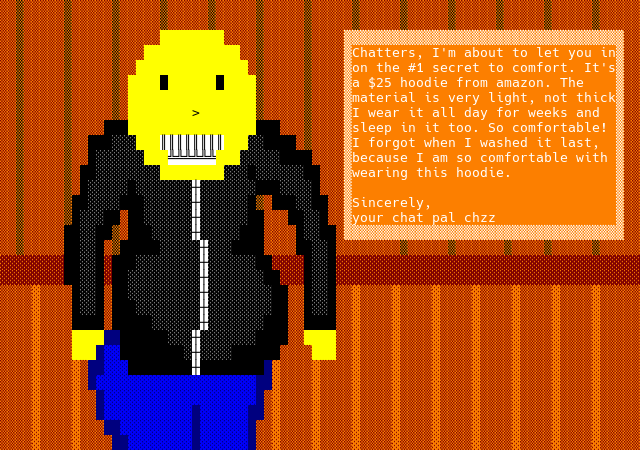 Chatters, I'm about to let you in
on the #1 secret to comfort. It's
a $25 hoodie from amazon. The
material is very light, not thick
I wear it all day for weeks and
sleep in it too. So comfortable!
I forgot when I washed it last,
because I am so comfortable with
wearing this hoodie.
Sincerely,
your chat pal chzz